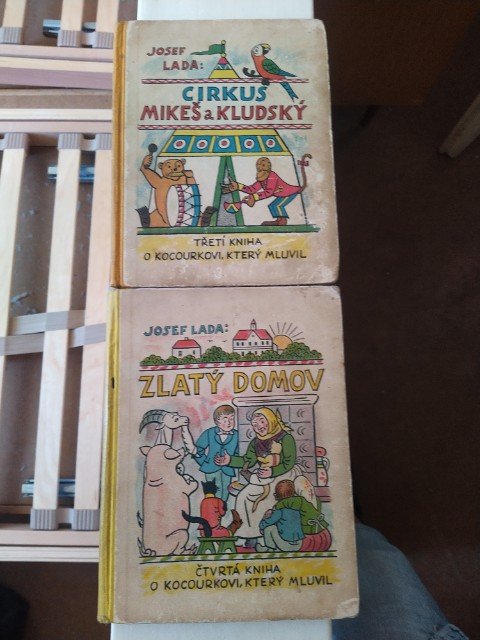 JOSEF
LADA:
CIRKUS
MIKEŠ a KLUDSKÝ
TŘETÍ KNIHA
O KOCOURKOVI, KTERÝ MLUVIL
JOSEF LADA:
ZLATÝ DOMOV
ČTVRTÁ KNIHA
O KOCOURKOVI, KTERÝ MLUVIL